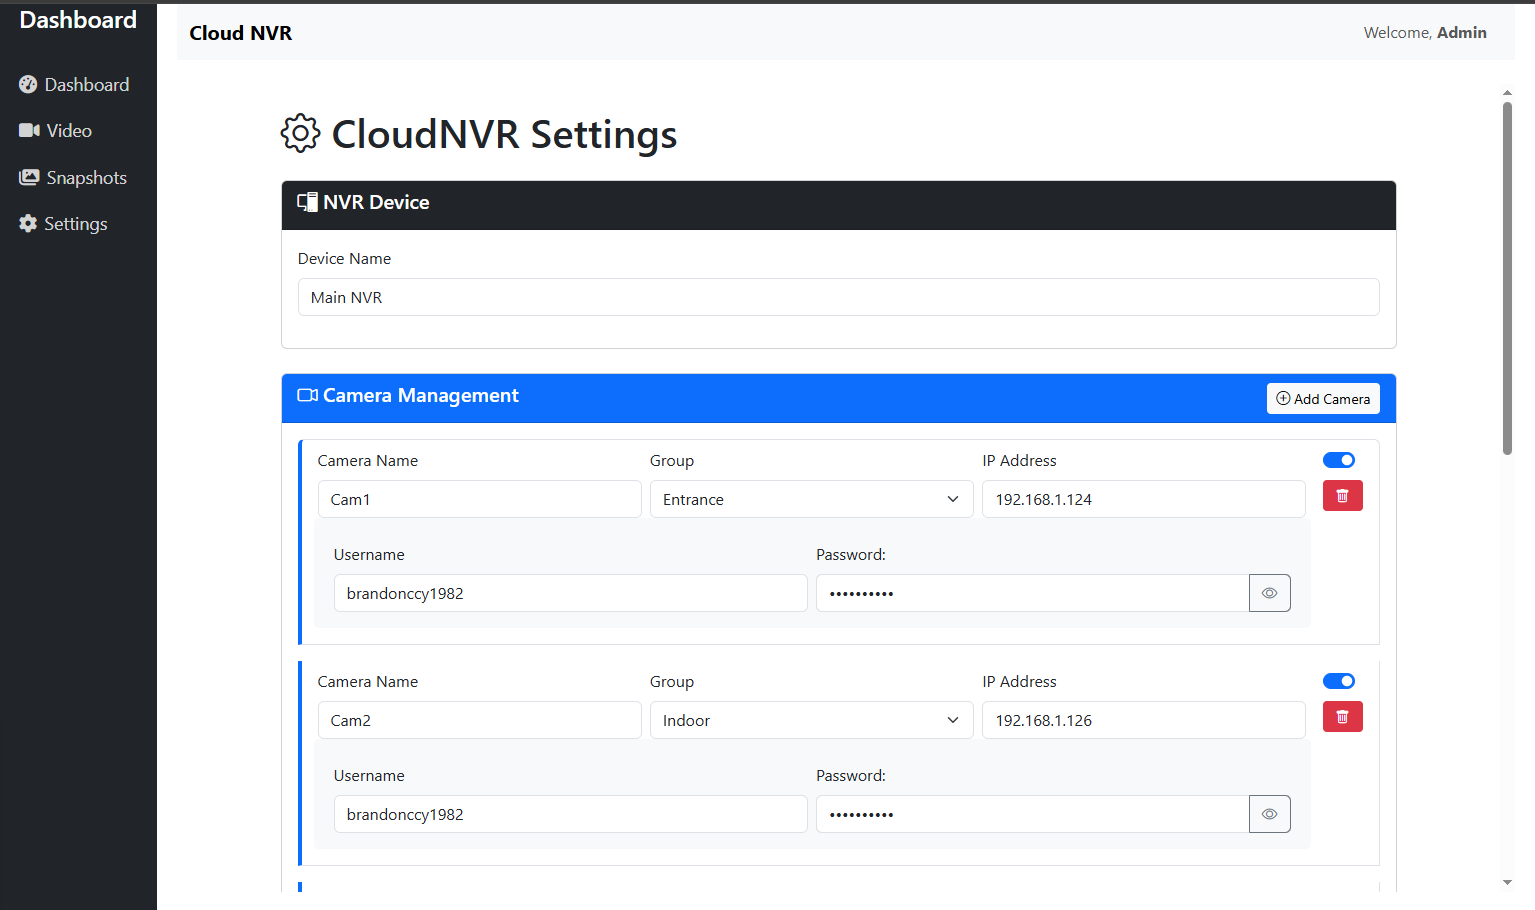 Dashboard
Cloud NVR
Welcome, Admin
Dashboard
Video
Snapshots
Settings
CloudNVR Settings
NVR Device
Device Name
Main NVR
Camera Management
Add Camera
Camera Name Group IP Address
Cam1 Entrance 192.168.1.124
Username Password:
brandonccy1982 ••••••••••
Camera Name Group IP Address
Cam2 Indoor 192.168.1.126
Username Password:
brandonccy1982 ••••••••••